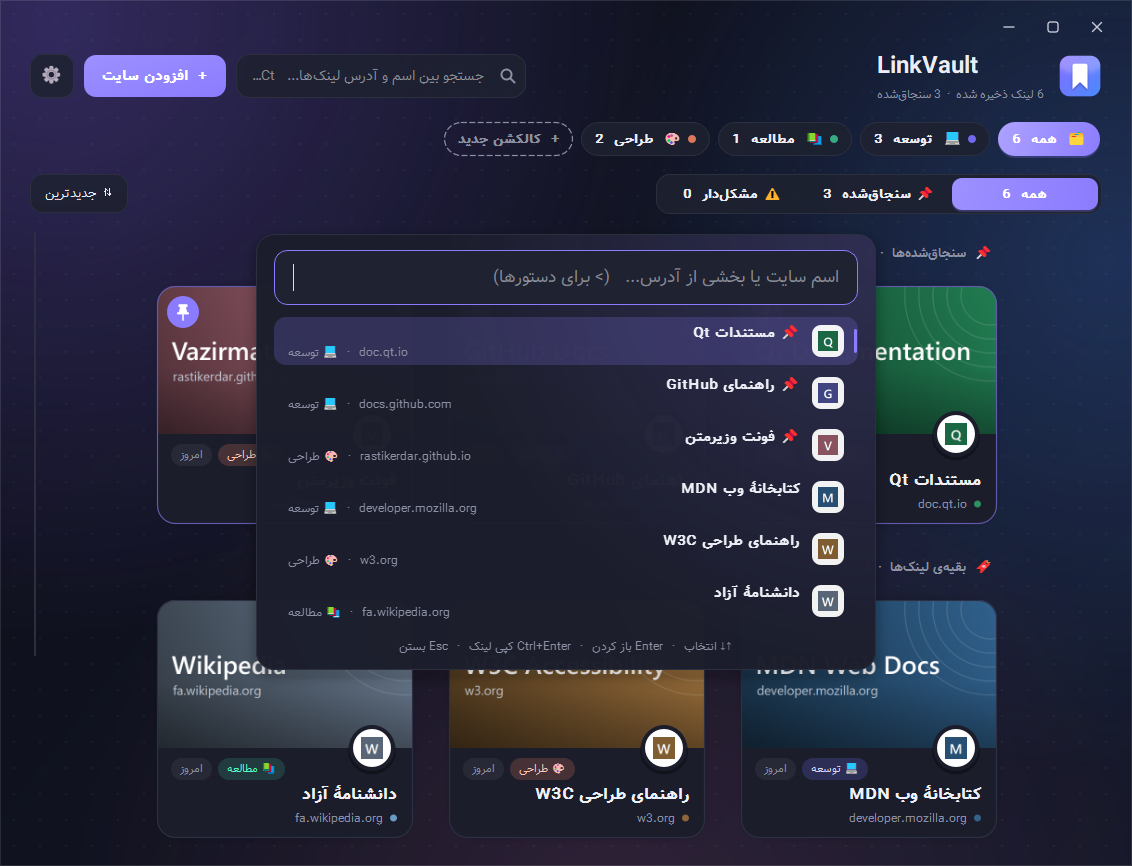 LinkVault
6 لینک ذخیره شده · 3 سنجاق‌شده
جستجو بین اسم و آدرس لینک‌ها... Ct...
+ افزودن سایت
همه 6
توسعه 3
مطالعه 1
طراحی 2
+ کالکشن جدید
همه 6
سنجاق‌شده 3
مشکل‌دار 0
جدیدترین
سنجاق‌شده‌ها ·
اسم سایت یا بخشی از آدرس... (> برای دستورها)
Q
مستندات Qt
doc.qt.io · توسعه
G
راهنمای GitHub
docs.github.com · توسعه
V
فونت وزیرمتن
rastikerdar.github.io · طراحی
M
کتابخانهٔ وب MDN
developer.mozilla.org · توسعه
W
راهنمای طراحی W3C
w3.org · طراحی
W
دانشنامهٔ آزاد
fa.wikipedia.org · مطالعه
↑↓ انتخاب · Enter باز کردن · Ctrl+Enter کپی لینک · Esc بستن
entation
Q
مستندات Qt
doc.qt.io
Vazirma
rastikerdar.gith
طراحی
امروز
بقیه‌ی لینک‌ها ·
MDN Web Docs
developer.mozilla.org
M
توسعه
امروز
کتابخانهٔ وب MDN
developer.mozilla.org
W3C Accessibility
w3.org
W
طراحی
امروز
راهنمای طراحی W3C
w3.org
Wikipedia
fa.wikipedia.org
W
مطالعه
امروز
دانشنامهٔ آزاد
fa.wikipedia.org